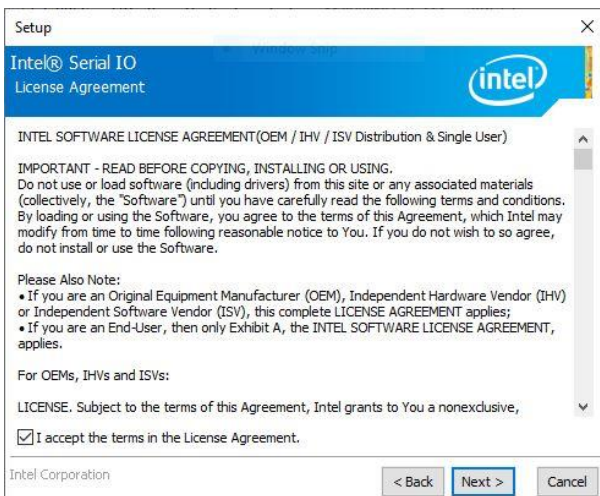 Setup
Window Snip
Intel® Serial IO
License Agreement
intel
INTEL SOFTWARE LICENSE AGREEMENT(OEM / IHV / ISV Distribution & Single User)
IMPORTANT - READ BEFORE COPYING, INSTALLING OR USING.
Do not use or load software (including drivers) from this site or any associated materials
(collectively, the "Software") until you have carefully read the following terms and conditions.
By loading or using the Software, you agree to the terms of this Agreement, which Intel may
modify from time to time following reasonable notice to You. If you do not wish to so agree,
do not install or use the Software.
Please Also Note:
• If you are an Original Equipment Manufacturer (OEM), Independent Hardware Vendor (IHV)
or Independent Software Vendor (ISV), this complete LICENSE AGREEMENT applies;
• If you are an End-User, then only Exhibit A, the INTEL SOFTWARE LICENSE AGREEMENT,
applies.
For OEMs, IHVs and ISVs:
LICENSE. Subject to the terms of this Agreement, Intel grants to You a nonexclusive,
I accept the terms in the License Agreement.
Intel Corporation
< Back Next > Cancel